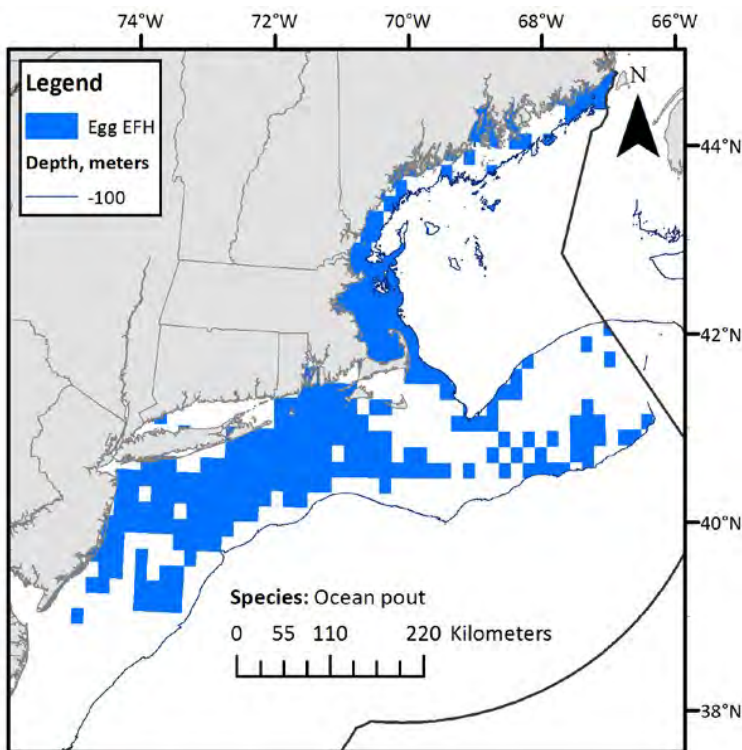 74°W 72°W 70°W 68°W 66°W
Legend
Egg EFH
Depth, meters
-100
N
44°N
42°N
40°N
38°N
Species: Ocean pout
0 55 110 220 Kilometers